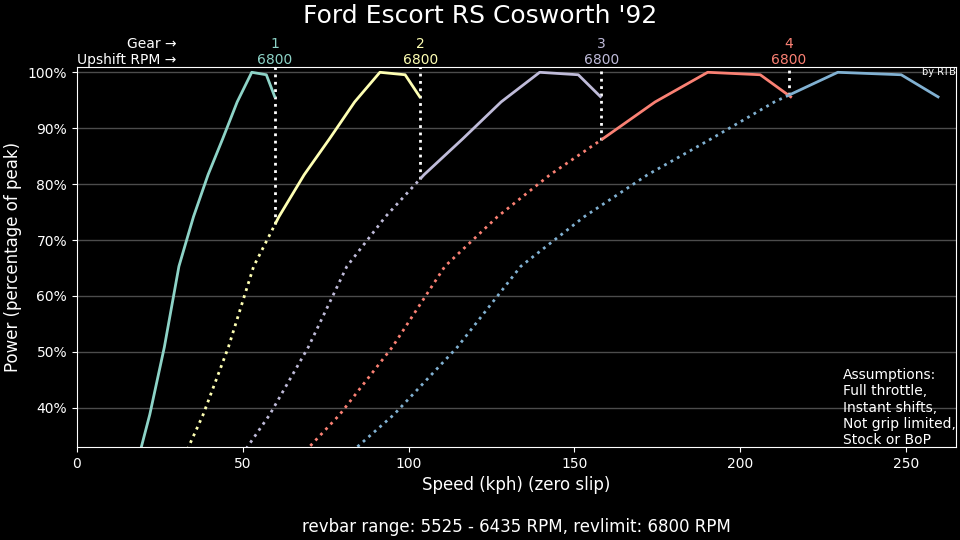 Ford Escort RS Cosworth '92
Gear → 1 2 3 4
Upshift RPM → 6800 6800 6800 6800
by RTB
100%
90%
80%
70%
60%
50%
40%
Power (percentage of peak)
Assumptions:
Full throttle,
Instant shifts,
Not grip limited,
Stock or BoP
0 50 100 150 200 250
Speed (kph) (zero slip)
revbar range: 5525 - 6435 RPM, revlimit: 6800 RPM